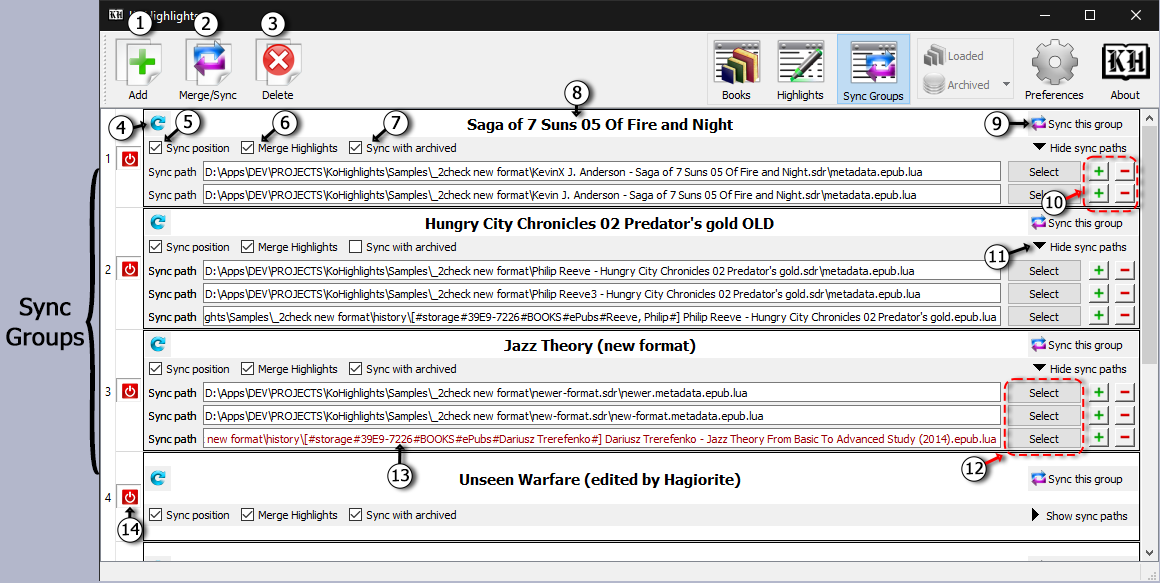 KH
Highlights
1
2
3
Add
Merge/Sync
Delete
Books
Highlights
Sync Groups
Loaded
Archived
Preferences
KH
About
8
Saga of 7 Suns 05 Of Fire and Night
4
5
6
7
9
Sync this group
Sync position
Merge Highlights
Sync with archived
Hide sync paths
1
Sync path
D:\Apps\DEV\PROJECTS\KoHighlights\Samples\_2check new format\KevinX J. Anderson - Saga of 7 Suns 05 Of Fire and Night.sdr\metadata.epub.lua
Select
+ −
Sync path
D:\Apps\DEV\PROJECTS\KoHighlights\Samples\_2check new format\Kevin J. Anderson - Saga of 7 Suns 05 Of Fire and Night.sdr\metadata.epub.lua
Select
+ −
10
Hungry City Chronicles 02 Predator's gold OLD
Sync this group
Sync position
Merge Highlights
Sync with archived
11
Hide sync paths
2
Sync path
D:\Apps\DEV\PROJECTS\KoHighlights\Samples\_2check new format\Philip Reeve - Hungry City Chronicles 02 Predator's gold.sdr\metadata.epub.lua
Select
+ −
Sync path
D:\Apps\DEV\PROJECTS\KoHighlights\Samples\_2check new format\Philip Reeve3 - Hungry City Chronicles 02 Predator's gold.sdr\metadata.epub.lua
Select
+ −
Sync path
ghts\Samples\_2check new format\history\[#storage#39E9-7226#BOOKS#ePubs#Reeve, Philip#] Philip Reeve - Hungry City Chronicles 02 Predator's gold.epub.lua
Select
+ −
Sync
Groups
Jazz Theory (new format)
Sync this group
Sync position
Merge Highlights
Sync with archived
Hide sync paths
3
Sync path
D:\Apps\DEV\PROJECTS\KoHighlights\Samples\_2check new format\newer-format.sdr\newer.metadata.epub.lua
Select
+ −
Sync path
D:\Apps\DEV\PROJECTS\KoHighlights\Samples\_2check new format\new-format.sdr\new-format.metadata.epub.lua
Select
+ −
Sync path
new format\history\[#storage#39E9-7226#BOOKS#ePubs#Dariusz Trerefenko#] Dariusz Trerefenko - Jazz Theory From Basic To Advanced Study (2014).epub.lua
Select
+ −
12
13
Unseen Warfare (edited by Hagiorite)
Sync this group
4
Sync position
Merge Highlights
Sync with archived
Show sync paths
14